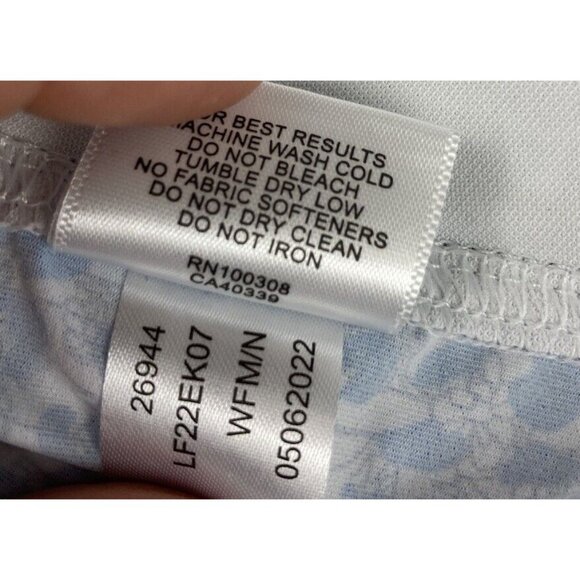 OR BEST RESULTS
MACHINE WASH COLD
DO NOT BLEACH
TUMBLE DRY LOW
NO FABRIC SOFTENERS
DO NOT DRY CLEAN
DO NOT IRON
RN100308
CA40339
26944
LF22EK07
WFM/N
05062022